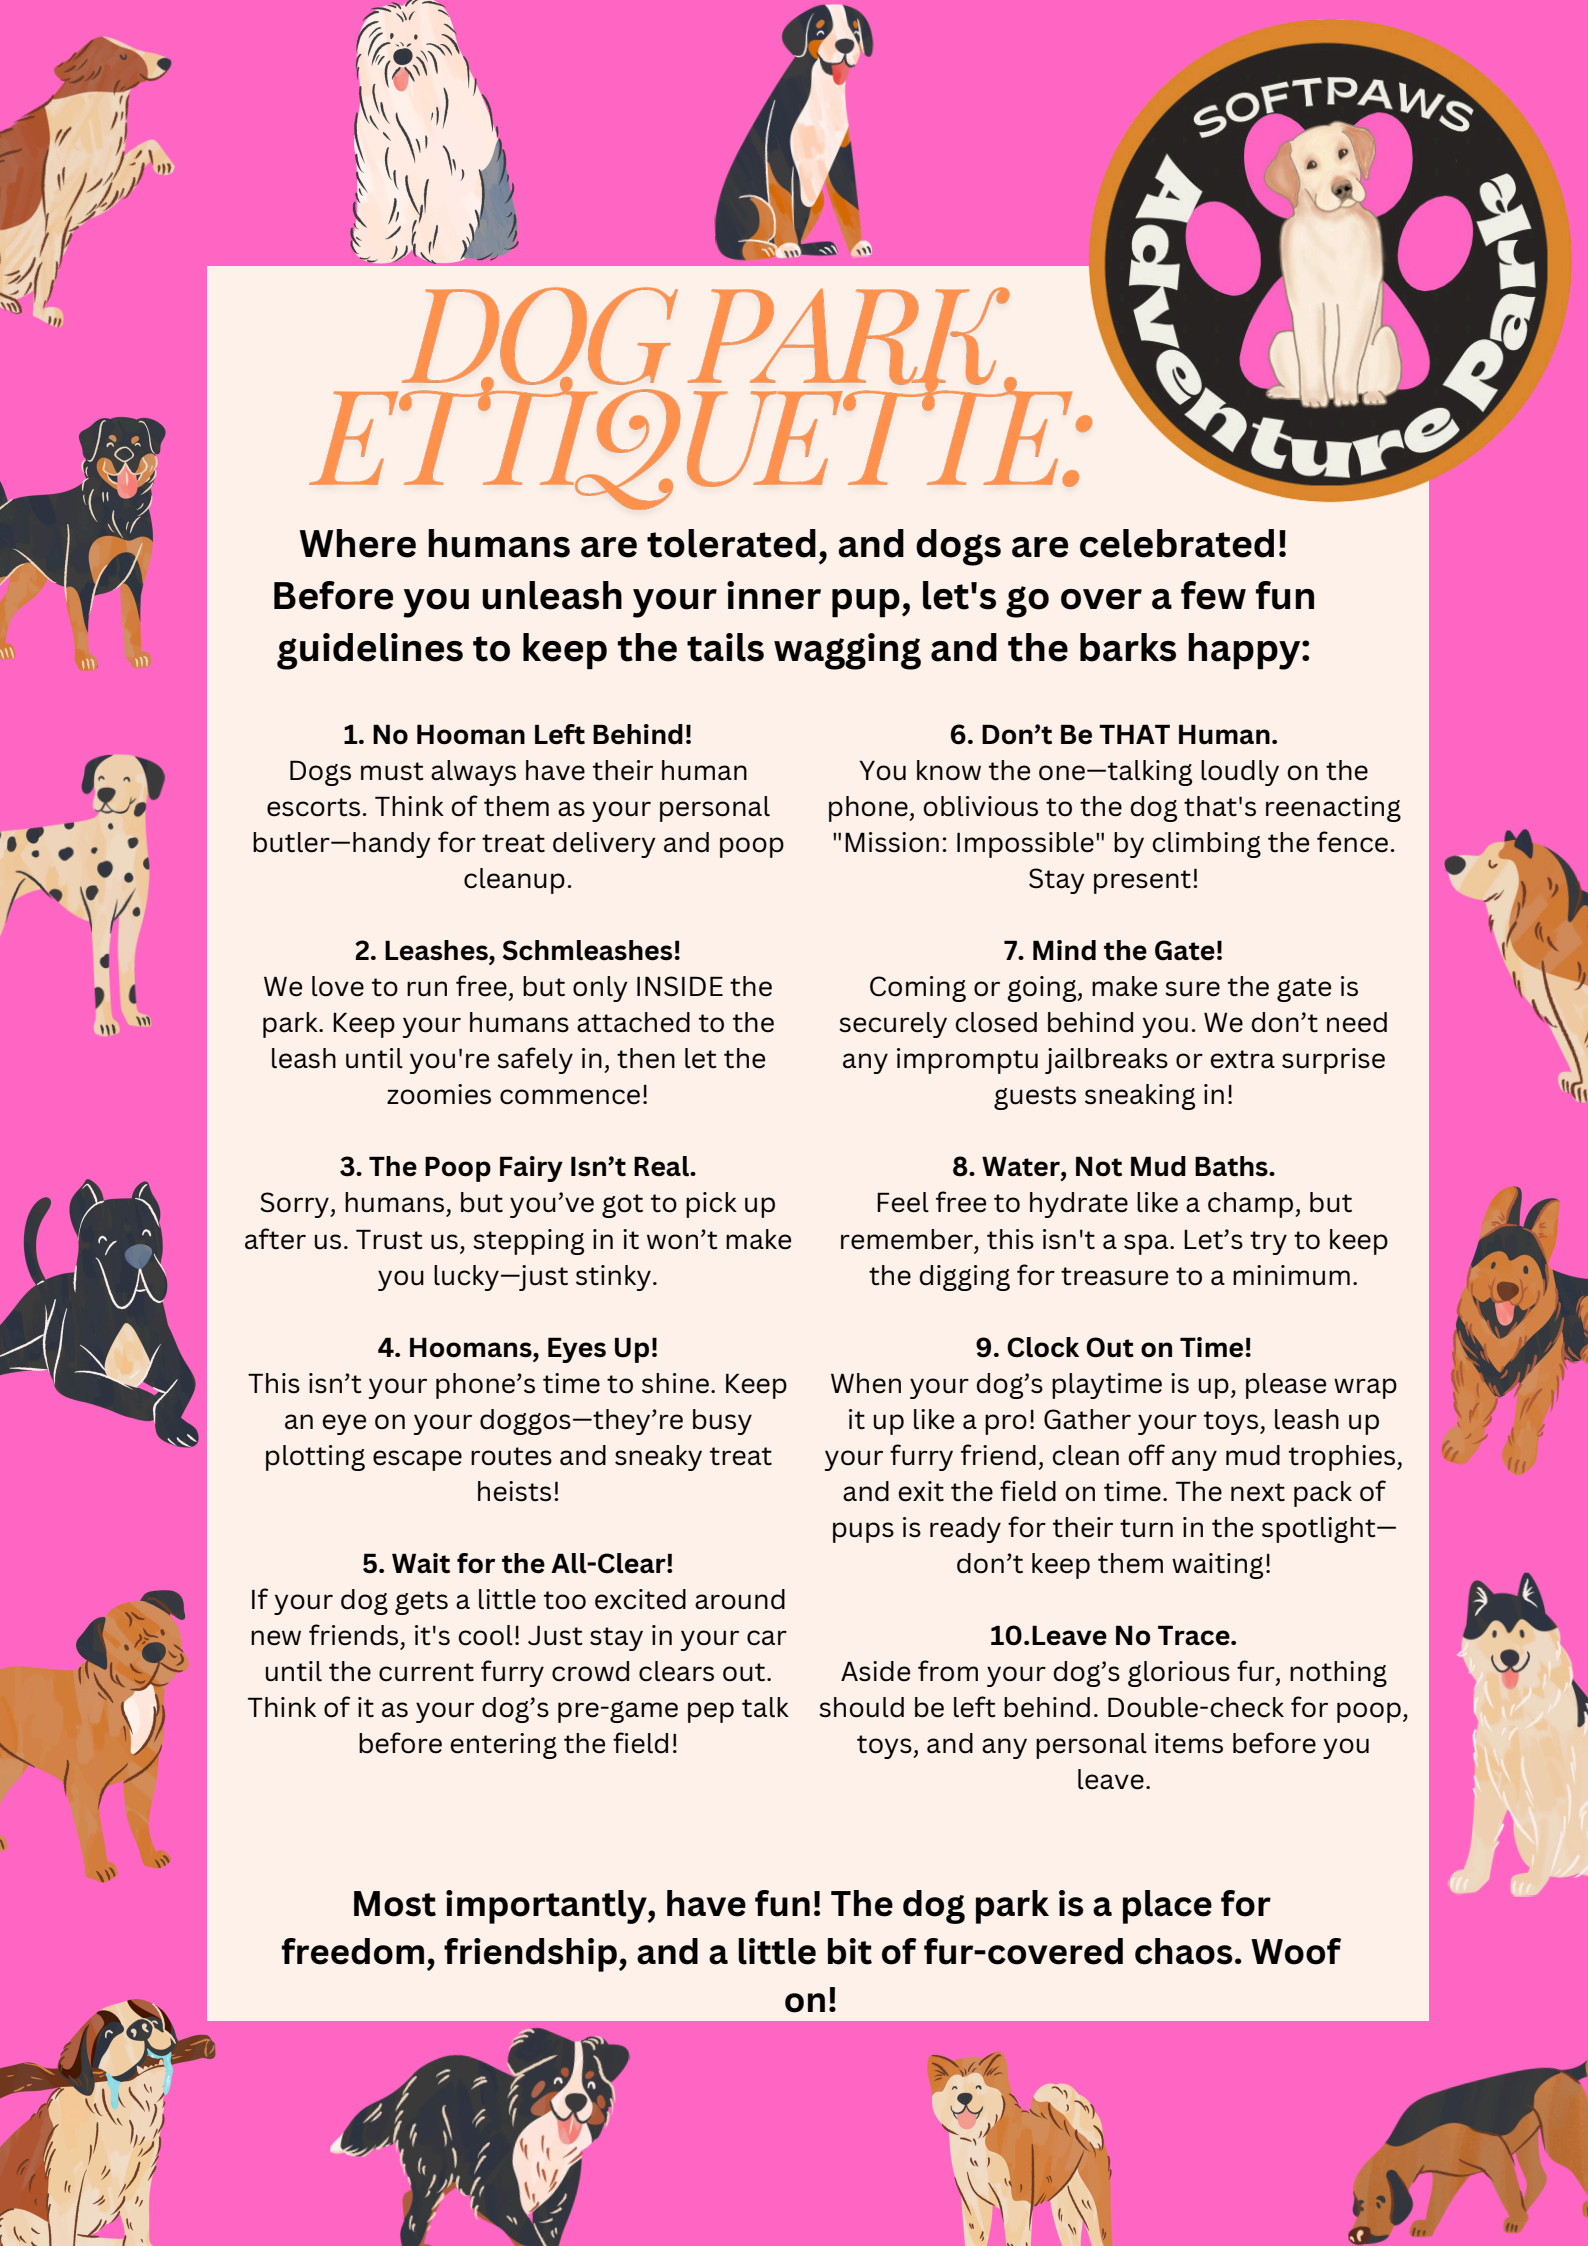 SOFTPAWS
Adventure Park
DOG PARK
ETTIQUETTE:
Where humans are tolerated, and dogs are celebrated!
Before you unleash your inner pup, let's go over a few fun
guidelines to keep the tails wagging and the barks happy:
1. No Hooman Left Behind!
Dogs must always have their human
escorts. Think of them as your personal
butler—handy for treat delivery and poop
cleanup.
2. Leashes, Schmleashes!
We love to run free, but only INSIDE the
park. Keep your humans attached to the
leash until you're safely in, then let the
zoomies commence!
3. The Poop Fairy Isn’t Real.
Sorry, humans, but you’ve got to pick up
after us. Trust us, stepping in it won’t make
you lucky—just stinky.
4. Hoomans, Eyes Up!
This isn’t your phone’s time to shine. Keep
an eye on your doggos—they’re busy
plotting escape routes and sneaky treat
heists!
5. Wait for the All-Clear!
If your dog gets a little too excited around
new friends, it's cool! Just stay in your car
until the current furry crowd clears out.
Think of it as your dog’s pre-game pep talk
before entering the field!
6. Don’t Be THAT Human.
You know the one—talking loudly on the
phone, oblivious to the dog that's reenacting
"Mission: Impossible" by climbing the fence.
Stay present!
7. Mind the Gate!
Coming or going, make sure the gate is
securely closed behind you. We don’t need
any impromptu jailbreaks or extra surprise
guests sneaking in!
8. Water, Not Mud Baths.
Feel free to hydrate like a champ, but
remember, this isn't a spa. Let’s try to keep
the digging for treasure to a minimum.
9. Clock Out on Time!
When your dog’s playtime is up, please wrap
it up like a pro! Gather your toys, leash up
your furry friend, clean off any mud trophies,
and exit the field on time. The next pack of
pups is ready for their turn in the spotlight—
don’t keep them waiting!
10.Leave No Trace.
Aside from your dog’s glorious fur, nothing
should be left behind. Double-check for poop,
toys, and any personal items before you
leave.
Most importantly, have fun! The dog park is a place for
freedom, friendship, and a little bit of fur-covered chaos. Woof
on!